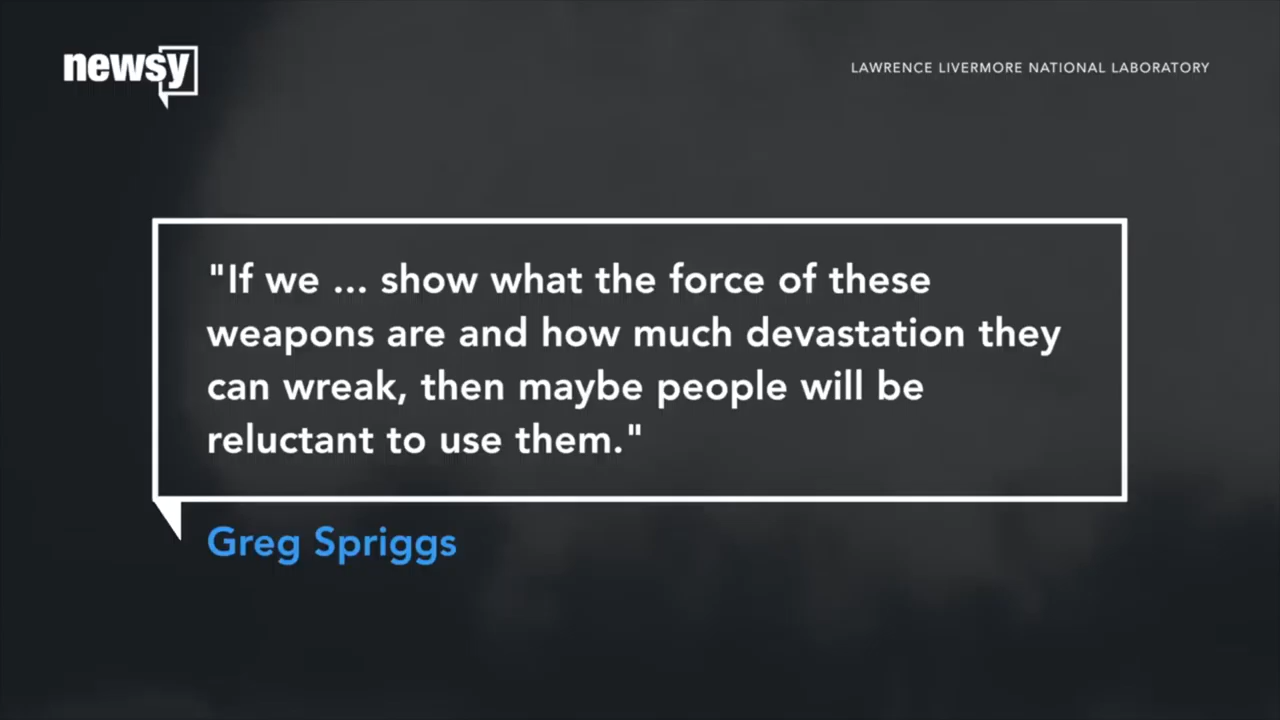 newsy
LAWRENCE LIVERMORE NATIONAL LABORATORY
"If we ... show what the force of these
weapons are and how much devastation they
can wreak, then maybe people will be
reluctant to use them."
Greg Spriggs